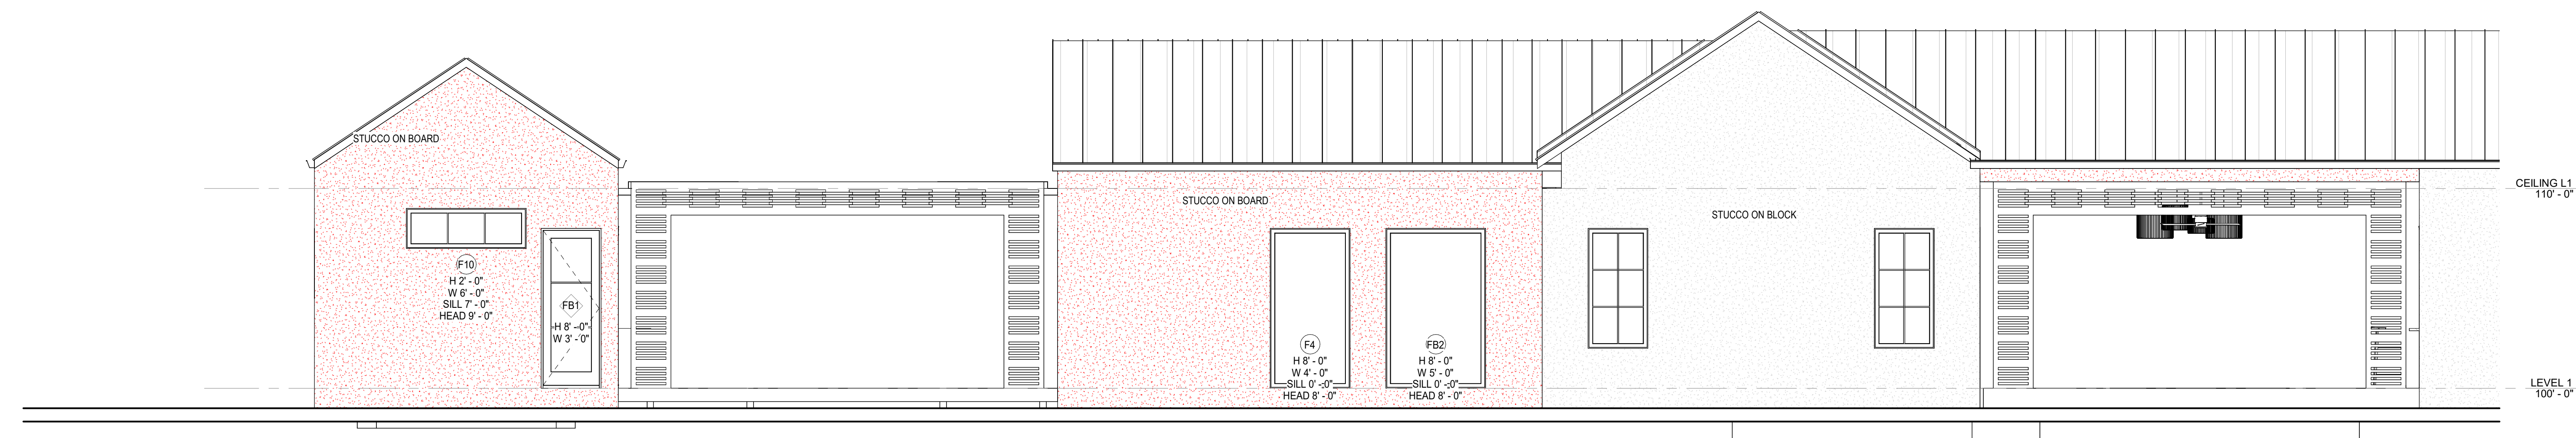 STUCCO ON BOARD
F10
H 2' - 0"
W 6' - 0"
SILL 7' - 0"
HEAD 9' - 0"
FB1
H 8' - 0"
W 3' - 0"
STUCCO ON BOARD
F4
H 8' - 0"
W 4' - 0"
SILL 0' - 0"
HEAD 8' - 0"
FB2
H 8' - 0"
W 5' - 0"
SILL 0' - 0"
HEAD 8' - 0"
STUCCO ON BLOCK
CEILING L1
110' - 0"
LEVEL 1
100' - 0"